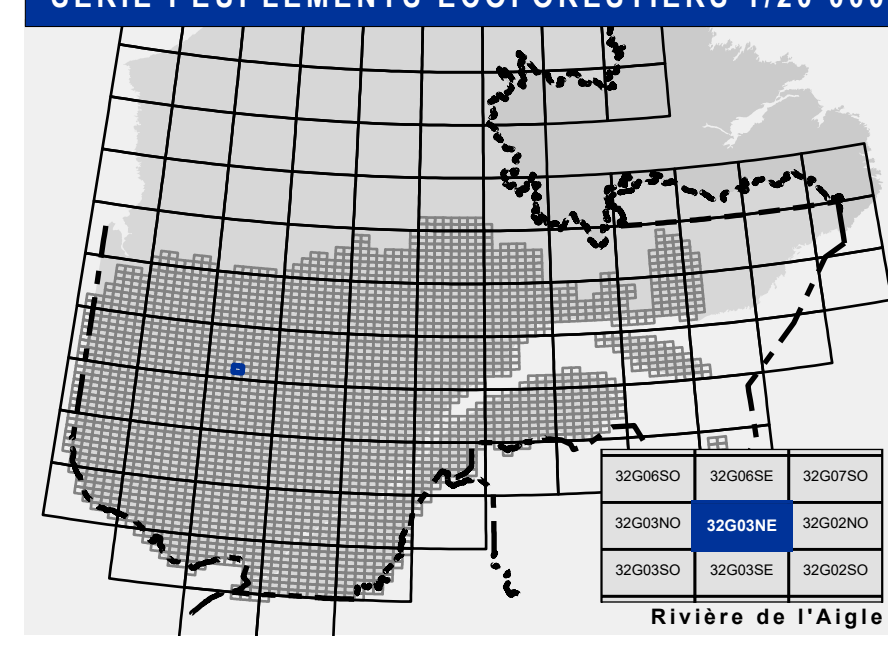 SÉRIE PEUPLEMENTS ÉCOFORESTIERS 1/20 000
32G06SO 32G06SE 32G07SO
32G03NO 32G03NE 32G02NO
32G03SO 32G03SE 32G02SO
Rivière de l'Aigle